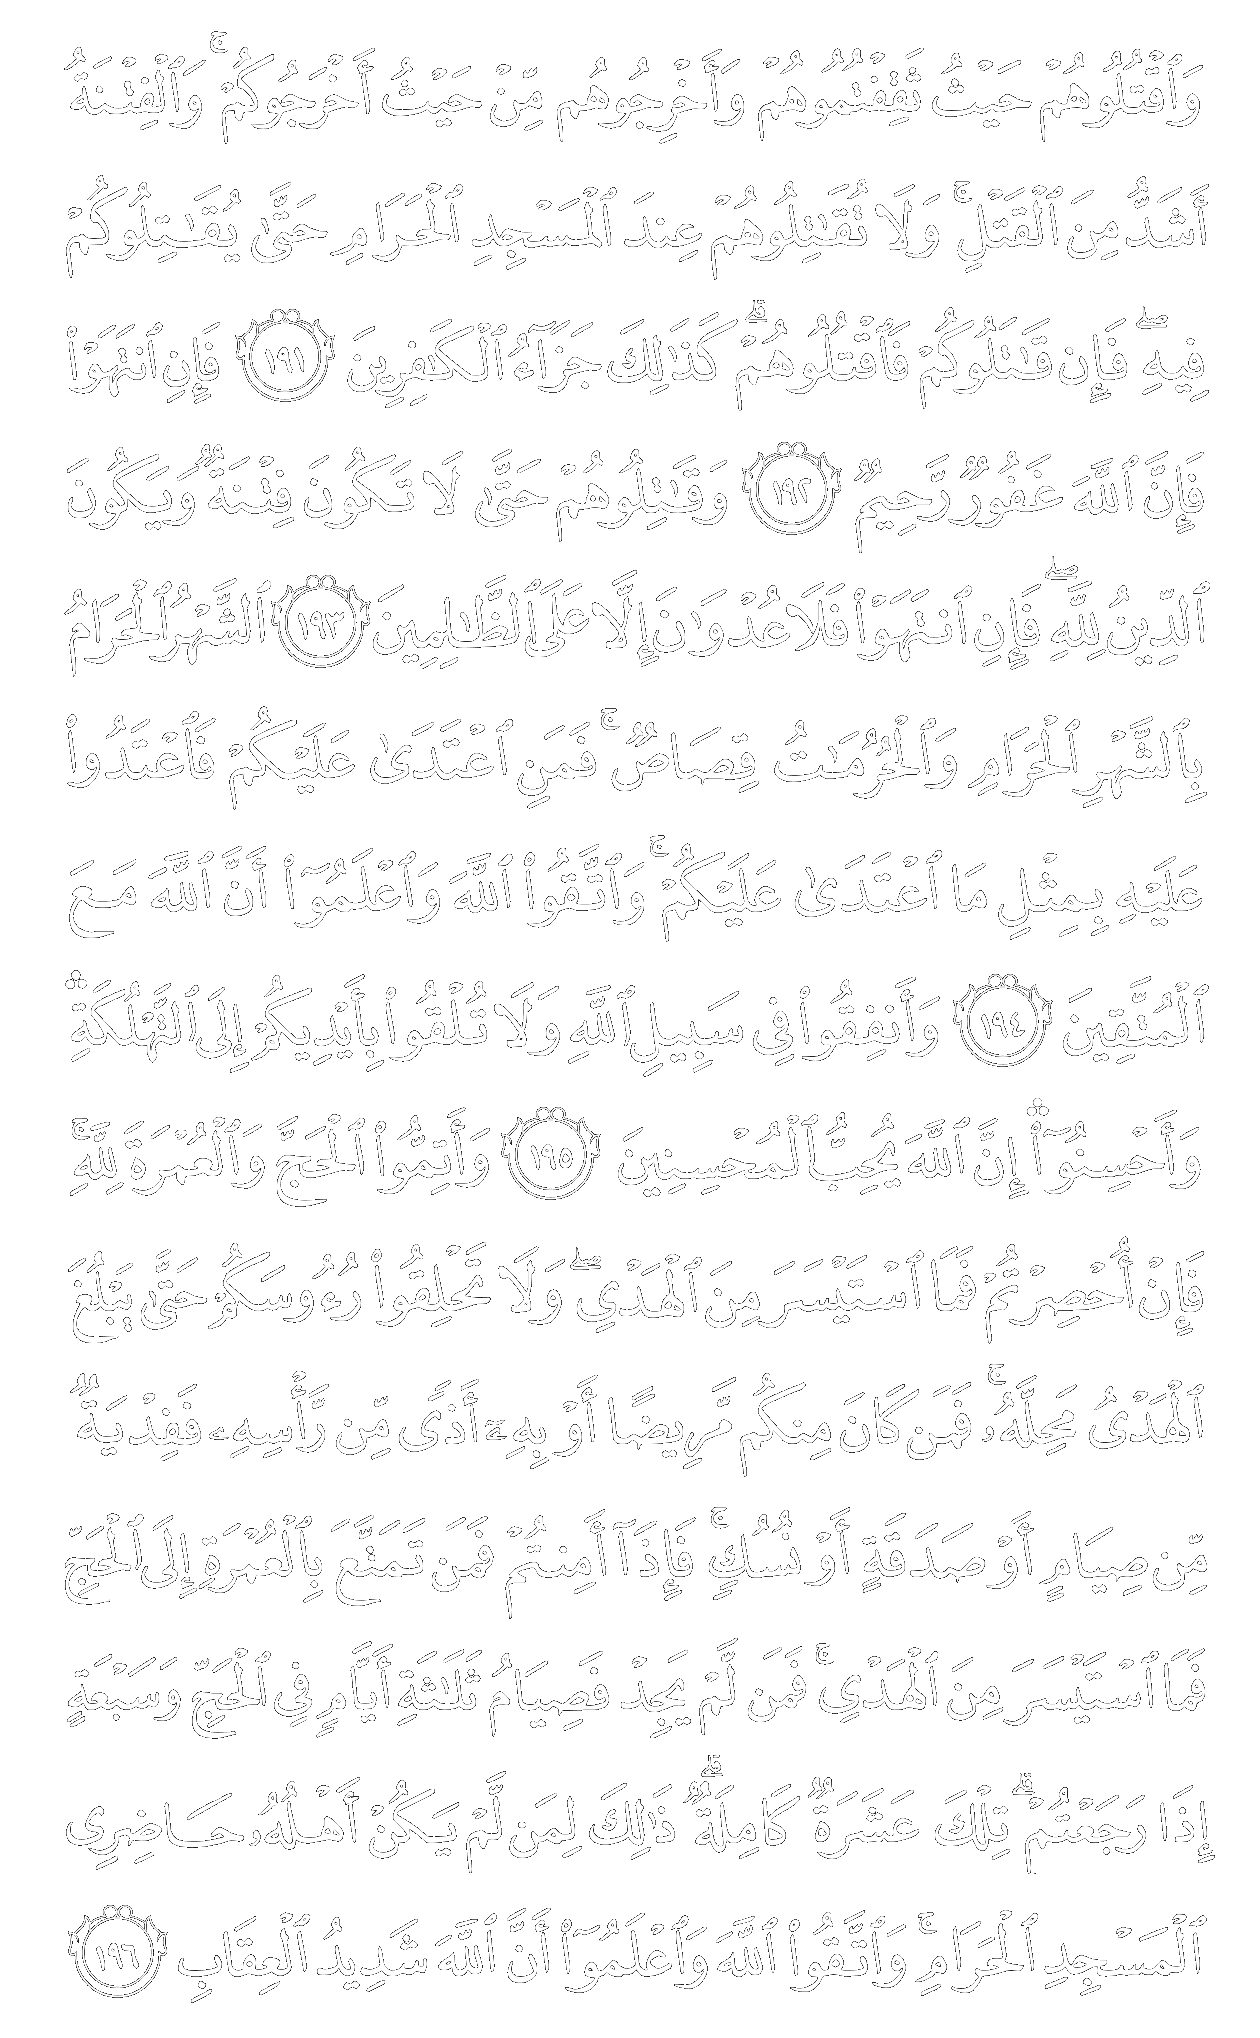 وَٱقْتُلُوهُمْ حَيْثُ ثَقِفْتُمُوهُمْ وَأَخْرِجُوهُم مِّنْ حَيْثُ أَخْرَجُوكُمْ ۚ وَٱلْفِتْنَةُ
أَشَدُّ مِنَ ٱلْقَتْلِ ۚ وَلَا تُقَـٰتِلُوهُمْ عِندَ ٱلْمَسْجِدِ ٱلْحَرَامِ حَتَّىٰ يُقَـٰتِلُوكُمْ
فِيهِ ۖ فَإِن قَـٰتَلُوكُمْ فَٱقْتُلُوهُمْ ۗ كَذَٰلِكَ جَزَآءُ ٱلْكَـٰفِرِينَ ١٩١ فَإِنِ ٱنتَهَوْا۟
فَإِنَّ ٱللَّهَ غَفُورٌ رَّحِيمٌ ١٩٢ وَقَـٰتِلُوهُمْ حَتَّىٰ لَا تَكُونَ فِتْنَةٌ وَيَكُونَ
ٱلدِّينُ لِلَّهِ ۖ فَإِنِ ٱنتَهَوْا۟ فَلَا عُدْوَٰنَ إِلَّا عَلَى ٱلظَّـٰلِمِينَ ١٩٣ ٱلشَّهْرُ ٱلْحَرَامُ
بِٱلشَّهْرِ ٱلْحَرَامِ وَٱلْحُرُمَـٰتُ قِصَاصٌ ۚ فَمَنِ ٱعْتَدَىٰ عَلَيْكُمْ فَٱعْتَدُوا۟
عَلَيْهِ بِمِثْلِ مَا ٱعْتَدَىٰ عَلَيْكُمْ ۚ وَٱتَّقُوا۟ ٱللَّهَ وَٱعْلَمُوٓا۟ أَنَّ ٱللَّهَ مَعَ
ٱلْمُتَّقِينَ ١٩٤ وَأَنفِقُوا۟ فِى سَبِيلِ ٱللَّهِ وَلَا تُلْقُوا۟ بِأَيْدِيكُمْ إِلَى ٱلتَّهْلُكَةِ ۛ
وَأَحْسِنُوٓا۟ ۛ إِنَّ ٱللَّهَ يُحِبُّ ٱلْمُحْسِنِينَ ١٩٥ وَأَتِمُّوا۟ ٱلْحَجَّ وَٱلْعُمْرَةَ لِلَّهِ ۚ
فَإِنْ أُحْصِرْتُمْ فَمَا ٱسْتَيْسَرَ مِنَ ٱلْهَدْىِ ۖ وَلَا تَحْلِقُوا۟ رُءُوسَكُمْ حَتَّىٰ يَبْلُغَ
ٱلْهَدْىُ مَحِلَّهُۥ ۚ فَمَن كَانَ مِنكُم مَّرِيضًا أَوْ بِهِۦٓ أَذًى مِّن رَّأْسِهِۦ فَفِدْيَةٌ
مِّن صِيَامٍ أَوْ صَدَقَةٍ أَوْ نُسُكٍ ۚ فَإِذَآ أَمِنتُمْ فَمَن تَمَتَّعَ بِٱلْعُمْرَةِ إِلَى ٱلْحَجِّ
فَمَا ٱسْتَيْسَرَ مِنَ ٱلْهَدْىِ ۚ فَمَن لَّمْ يَجِدْ فَصِيَامُ ثَلَـٰثَةِ أَيَّامٍ فِى ٱلْحَجِّ وَسَبْعَةٍ
إِذَا رَجَعْتُمْ ۗ تِلْكَ عَشَرَةٌ كَامِلَةٌ ۗ ذَٰلِكَ لِمَن لَّمْ يَكُنْ أَهْلُهُۥ حَاضِرِى
ٱلْمَسْجِدِ ٱلْحَرَامِ ۚ وَٱتَّقُوا۟ ٱللَّهَ وَٱعْلَمُوٓا۟ أَنَّ ٱللَّهَ شَدِيدُ ٱلْعِقَابِ ١٩٦